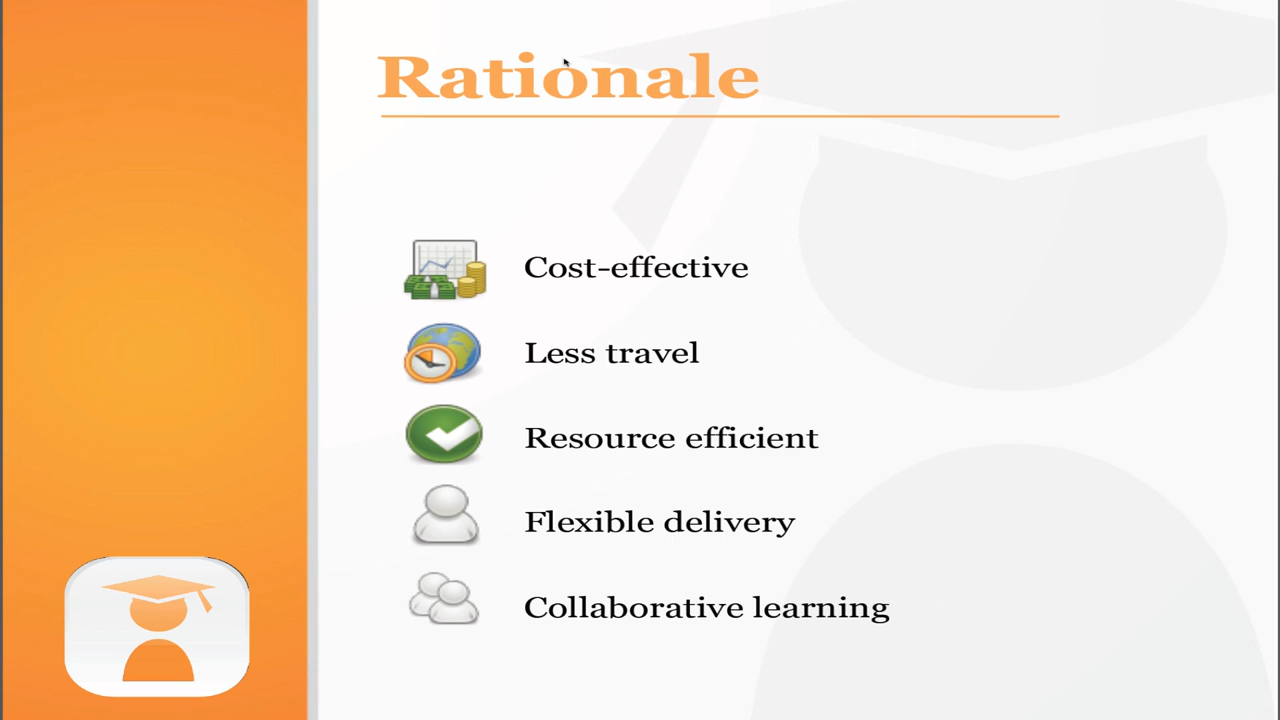 Rationale
Cost-effective
Less travel
Resource efficient
Flexible delivery
Collaborative learning